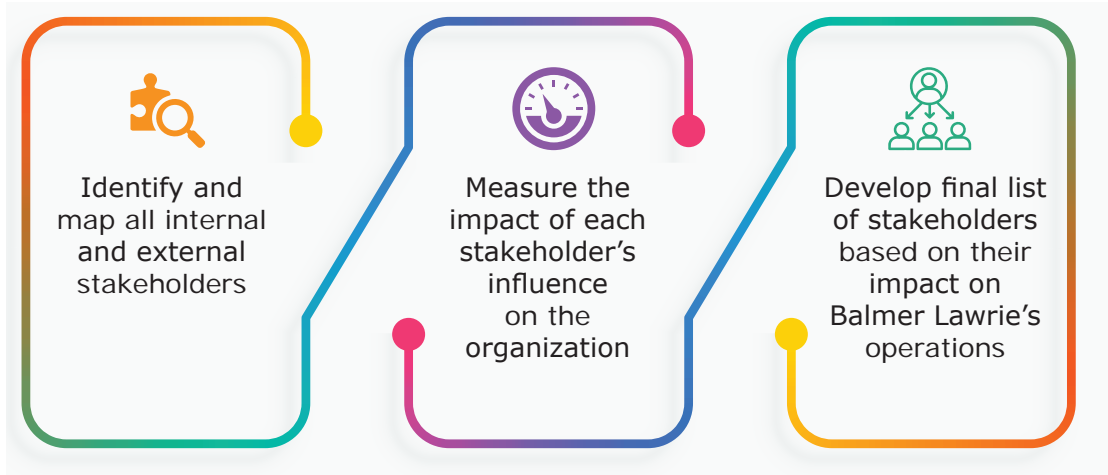 Identify and
map all internal
and external
stakeholders
Measure the
impact of each
stakeholder’s
influence
on the
organization
Develop final list
of stakeholders
based on their
impact on
Balmer Lawrie’s
operations